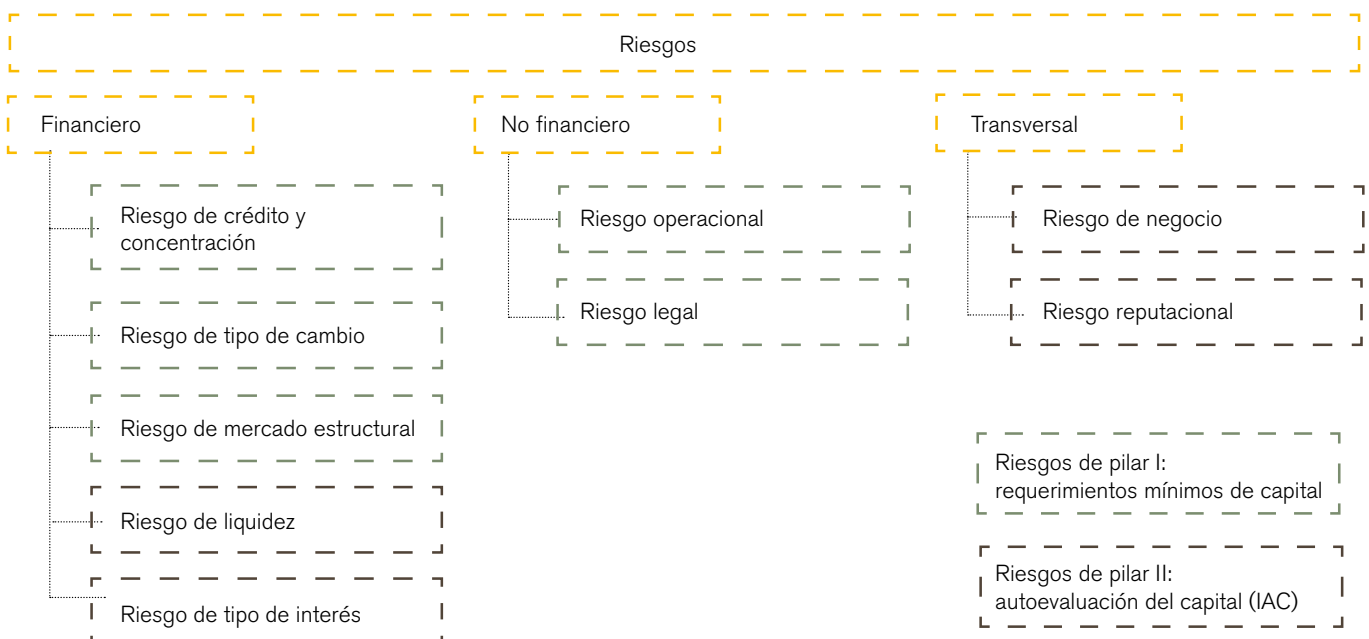 Riesgos
Financiero
Riesgo de crédito y
concentración
Riesgo de tipo de cambio
Riesgo de mercado estructural
Riesgo de liquidez
Riesgo de tipo de interés
No financiero
Riesgo operacional
Riesgo legal
Transversal
Riesgo de negocio
Riesgo reputacional
Riesgos de pilar I:
requerimientos mínimos de capital
Riesgos de pilar II:
autoevaluación del capital (IAC)